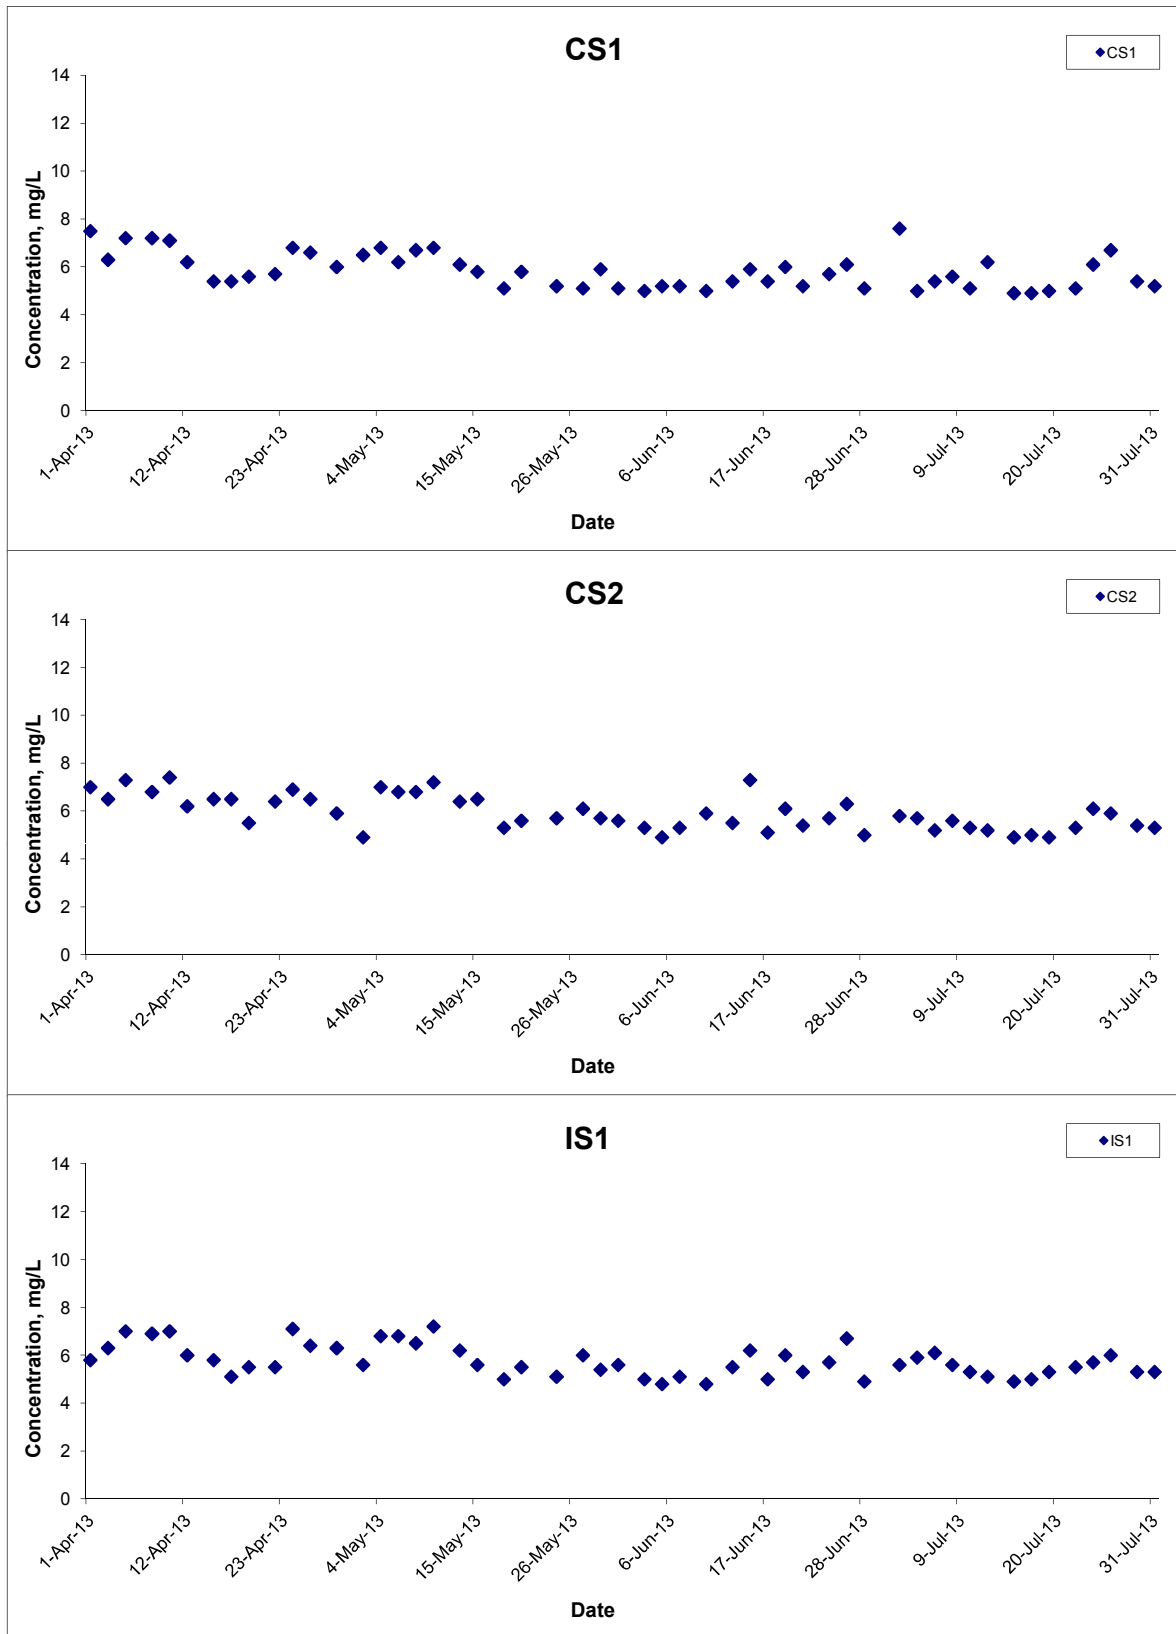 CS1
CS1
14
12
10
8
6
4
2
0
Concentration, mg/L
1-Apr-13
12-Apr-13
23-Apr-13
4-May-13
15-May-13
26-May-13
6-Jun-13
17-Jun-13
28-Jun-13
9-Jul-13
20-Jul-13
31-Jul-13
Date
CS2
CS2
14
12
10
8
6
4
2
0
Concentration, mg/L
1-Apr-13
12-Apr-13
23-Apr-13
4-May-13
15-May-13
26-May-13
6-Jun-13
17-Jun-13
28-Jun-13
9-Jul-13
20-Jul-13
31-Jul-13
Date
IS1
IS1
14
12
10
8
6
4
2
0
Concentration, mg/L
1-Apr-13
12-Apr-13
23-Apr-13
4-May-13
15-May-13
26-May-13
6-Jun-13
17-Jun-13
28-Jun-13
9-Jul-13
20-Jul-13
31-Jul-13
Date